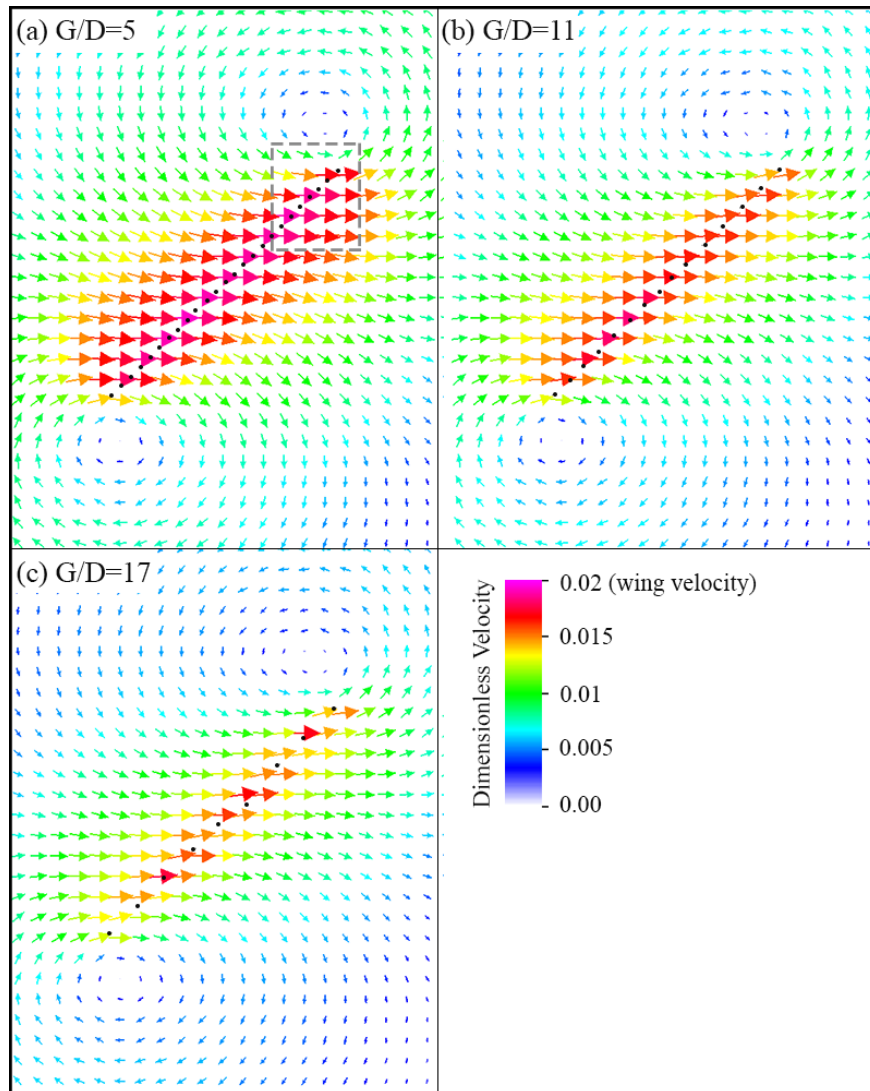 (a) G/D=5
(b) G/D=11
(c) G/D=17
Dimensionless Velocity
0.02 (wing velocity)
0.015
0.01
0.005
0.00